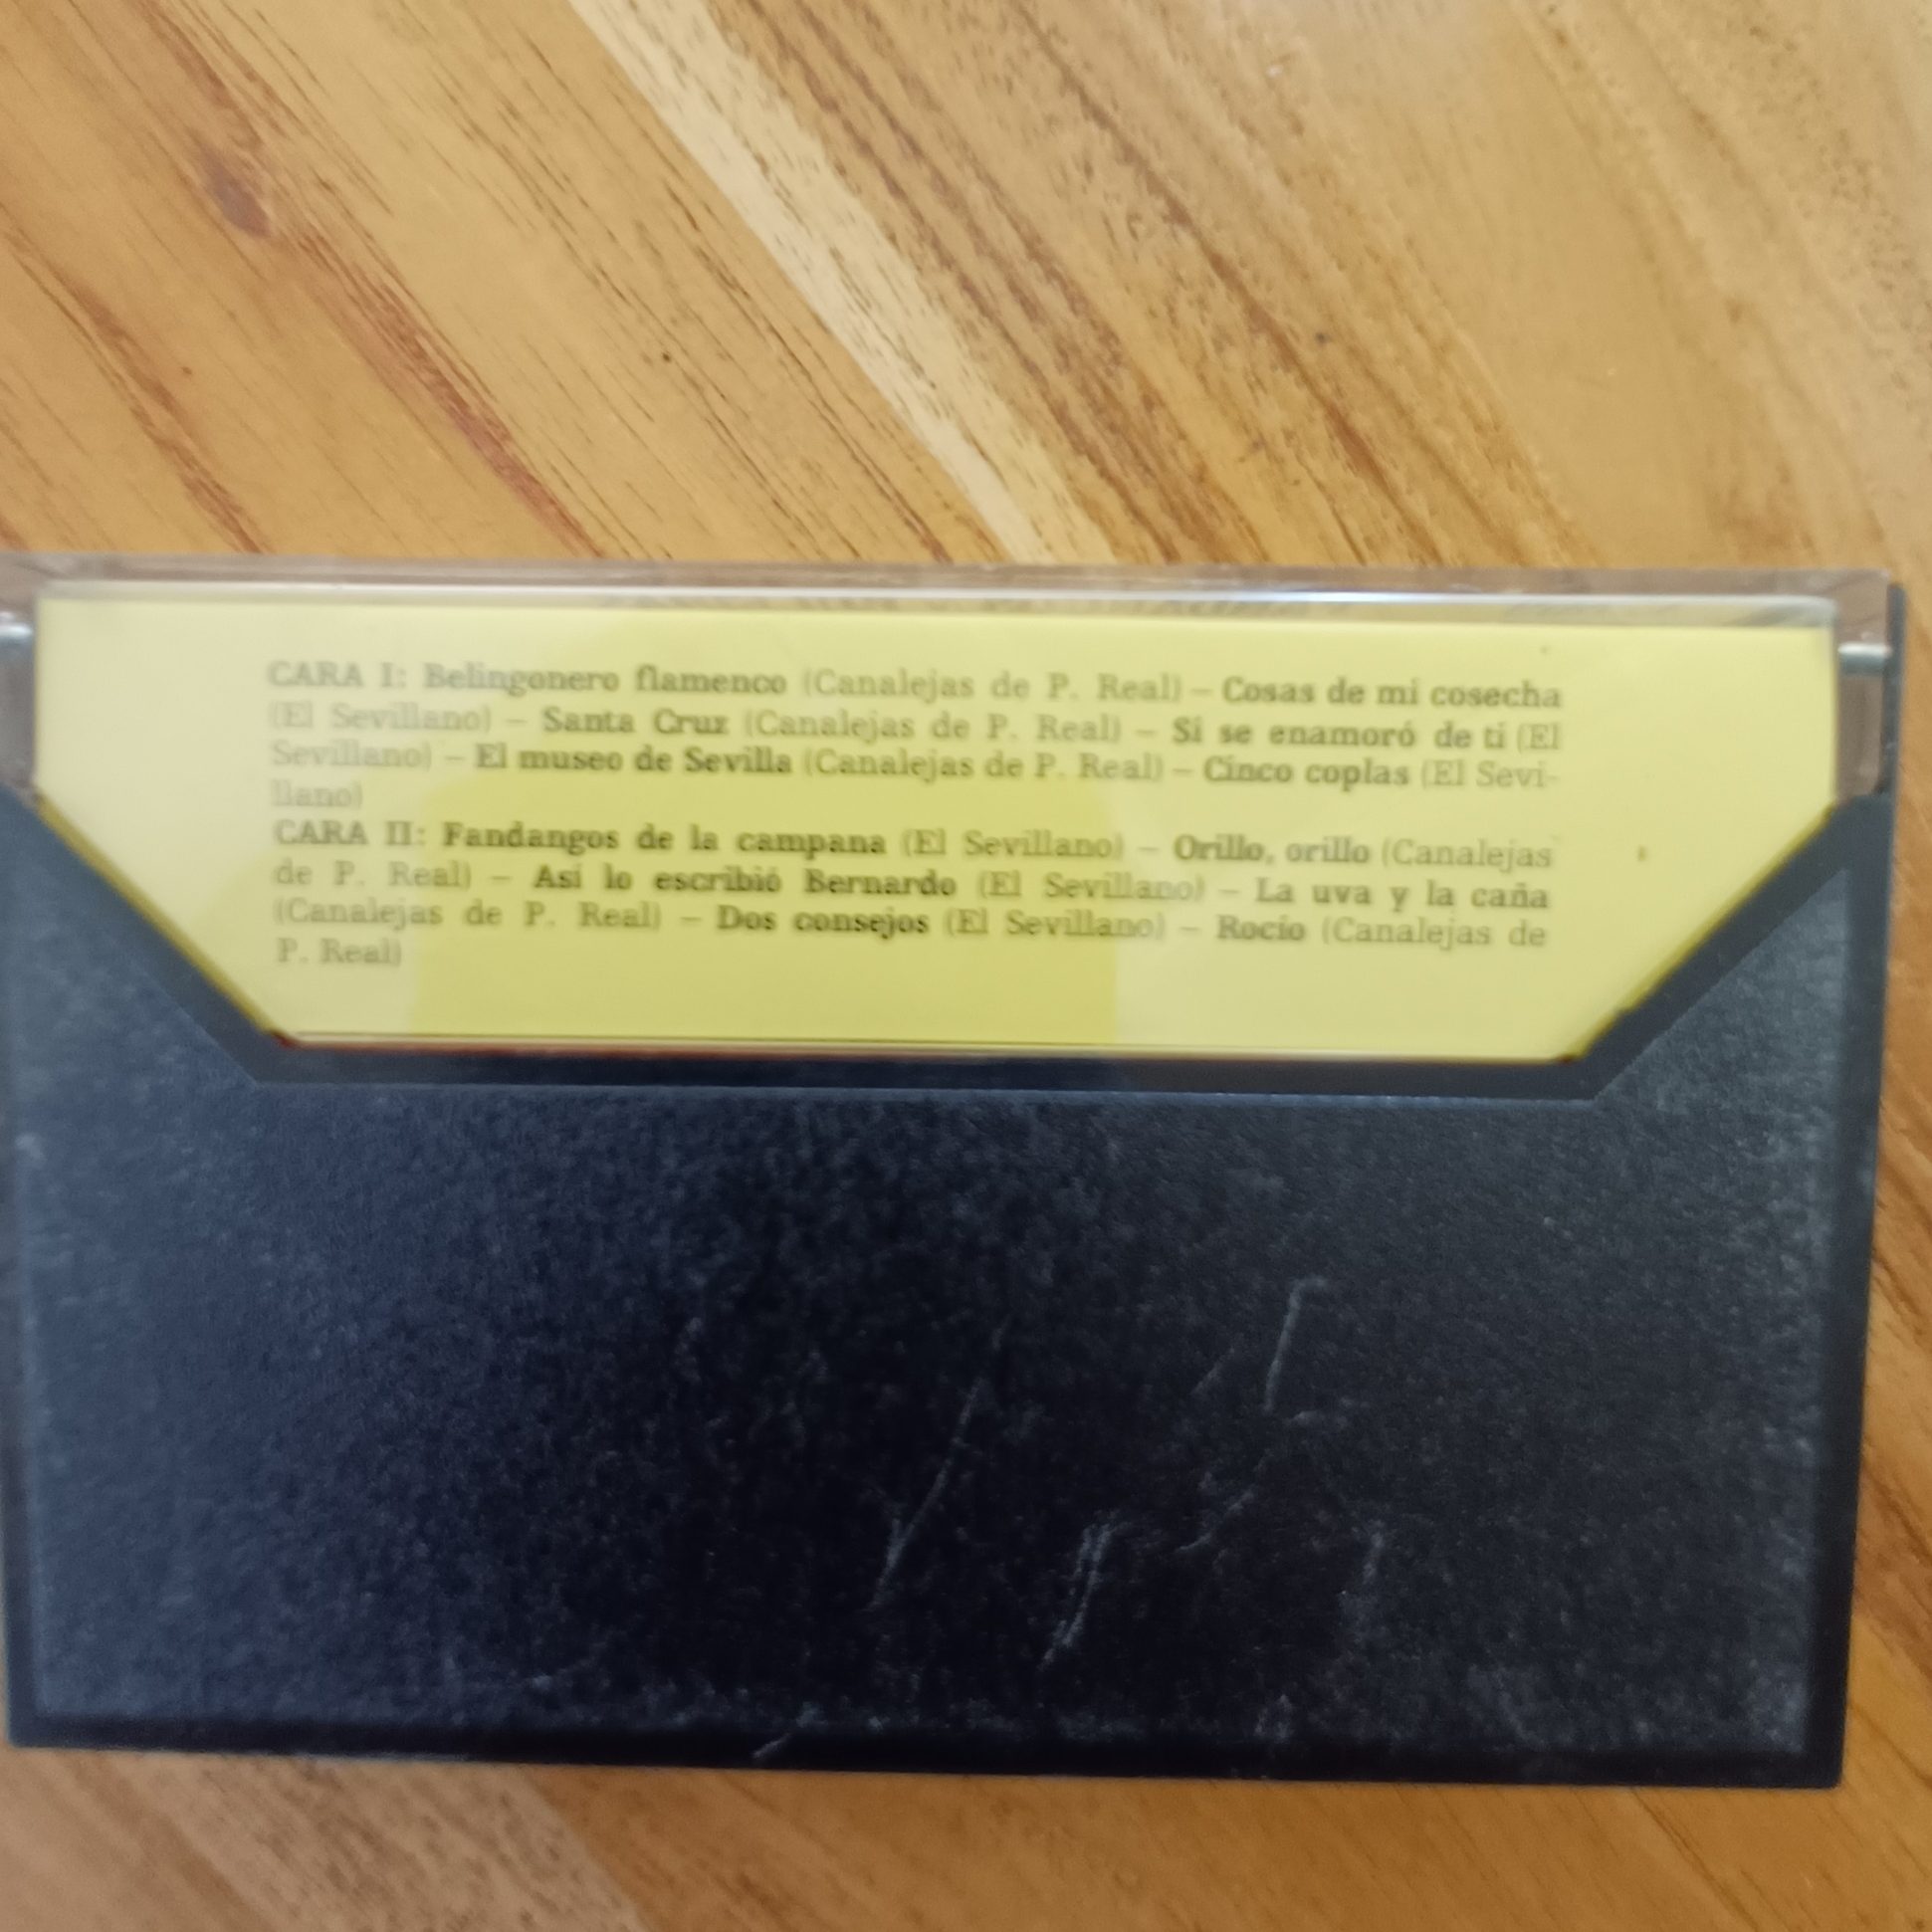 CARA I: Belingonero flamenco (Canalejas de P. Real) – Cosas de mi cosecha
(El Sevillano) – Santa Cruz (Canalejas de P. Real) – Si se enamoró de ti (El
Sevillano) – El museo de Sevilla (Canalejas de P. Real) – Cinco coplas (El Sevi-
llano)
CARA II: Fandangos de la campana (El Sevillano) – Orillo, orillo (Canalejas
de P. Real) – Así lo escribió Bernardo (El Sevillano) – La uva y la caña
(Canalejas de P. Real) – Dos consejos (El Sevillano) – Rocío (Canalejas de
P. Real)